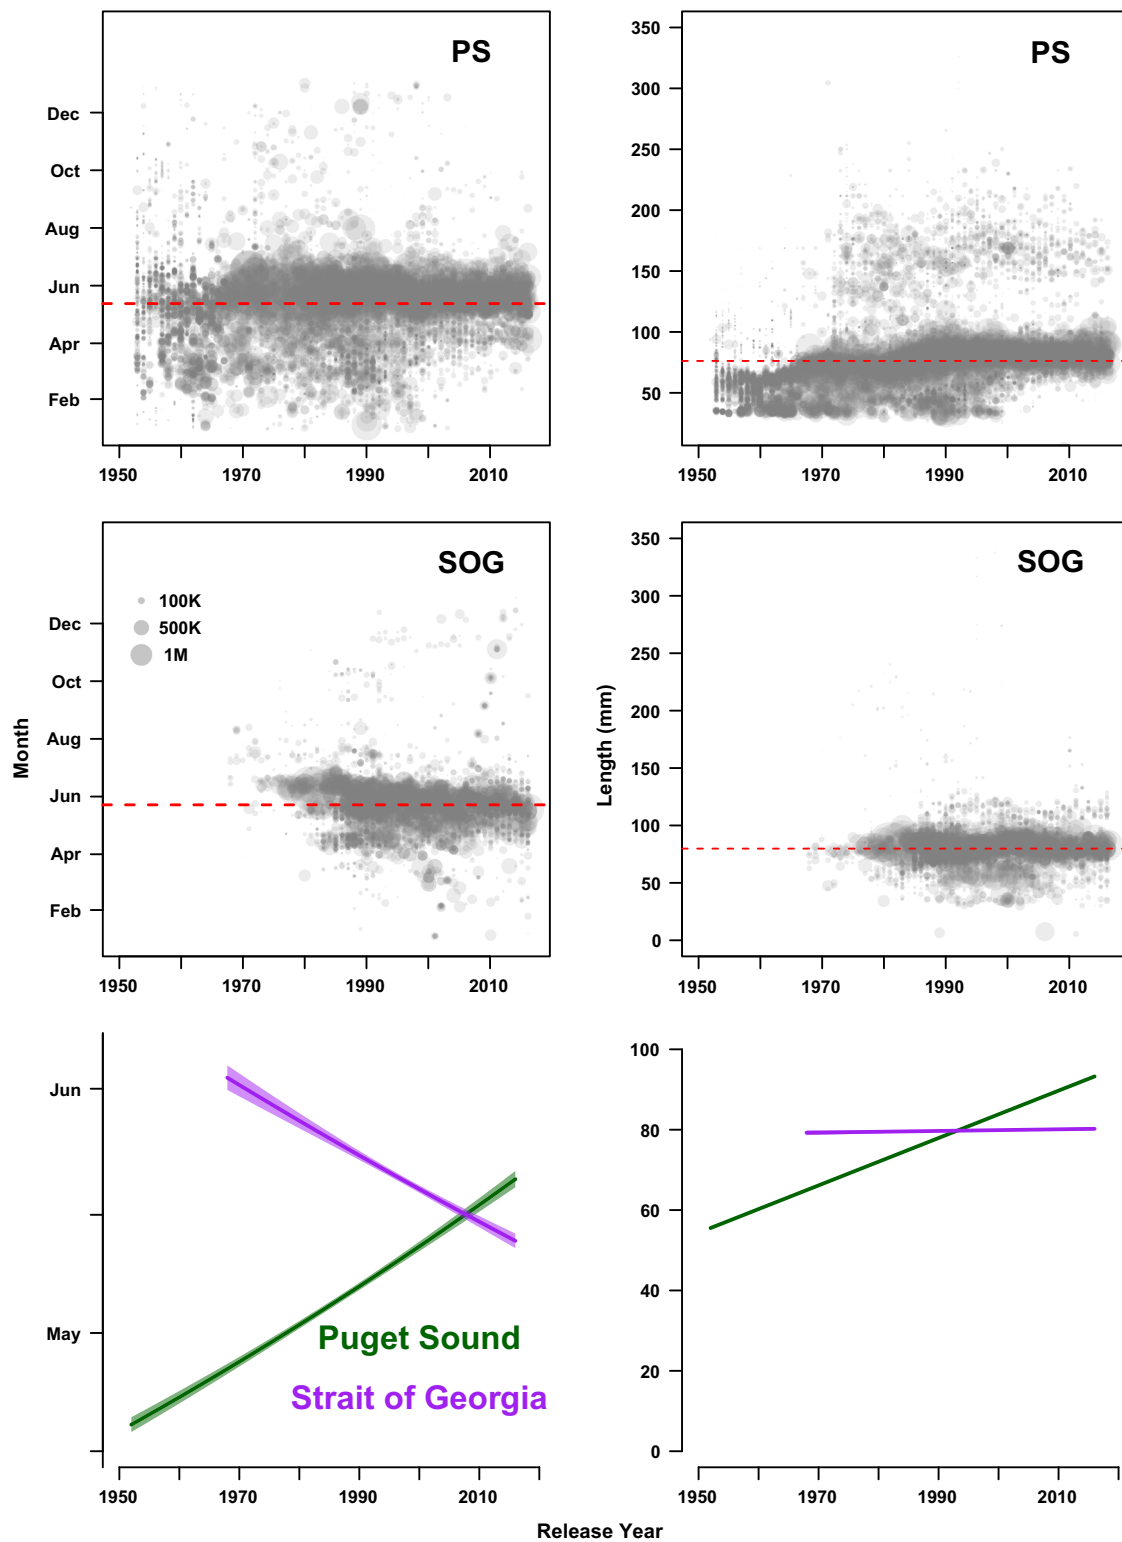 PS
Dec
Oct
Aug
Jun
Apr
Feb
1950 1970 1990 2010
PS
350
300
250
200
150
100
50
1950 1970 1990 2010
SOG
100K
500K
1M
Dec
Oct
Aug
Jun
Apr
Feb
Month
1950 1970 1990 2010
SOG
350
300
250
200
150
100
50
0
Length (mm)
1950 1970 1990 2010
Jun
May
Puget Sound
Strait of Georgia
1950 1970 1990 2010
100
80
60
40
20
0
1950 1970 1990 2010
Release Year